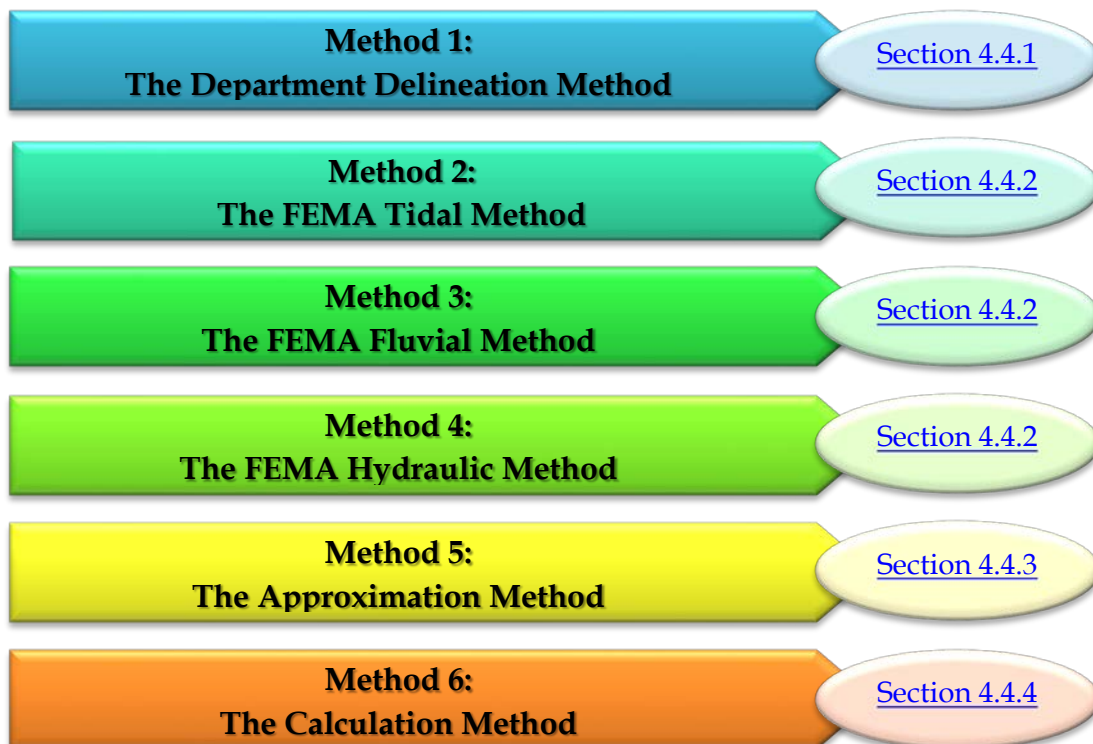 Method 1:
The Department Delineation Method
Section 4.4.1
Method 2:
The FEMA Tidal Method
Section 4.4.2
Method 3:
The FEMA Fluvial Method
Section 4.4.2
Method 4:
The FEMA Hydraulic Method
Section 4.4.2
Method 5:
The Approximation Method
Section 4.4.3
Method 6:
The Calculation Method
Section 4.4.4